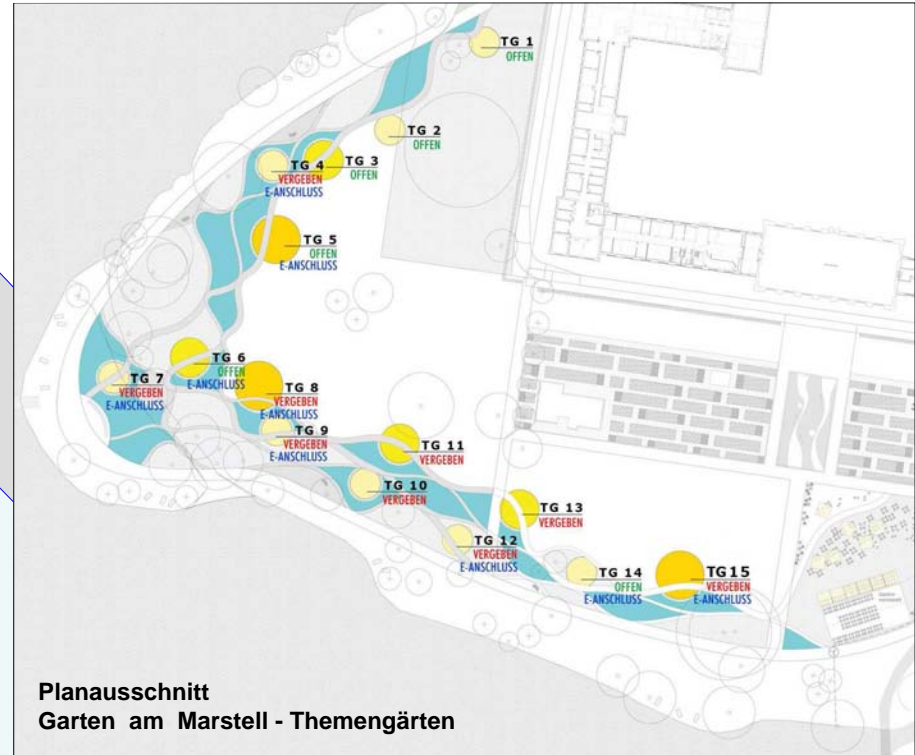 TG 1
OFFEN
TG 2
OFFEN
TG 3
OFFEN
TG 4
VERGEBEN
E-ANSCHLUSS
TG 5
OFFEN
E-ANSCHLUSS
TG 6
OFFEN
E-ANSCHLUSS
TG 7
VERGEBEN
E-ANSCHLUSS
TG 8
VERGEBEN
E-ANSCHLUSS
TG 9
VERGEBEN
E-ANSCHLUSS
TG 10
VERGEBEN
TG 11
VERGEBEN
TG 12
VERGEBEN
E-ANSCHLUSS
TG 13
VERGEBEN
TG 14
OFFEN
E-ANSCHLUSS
TG15
VERGEBEN
E-ANSCHLUSS
Planausschnitt
Garten am Marstell - Themengärten